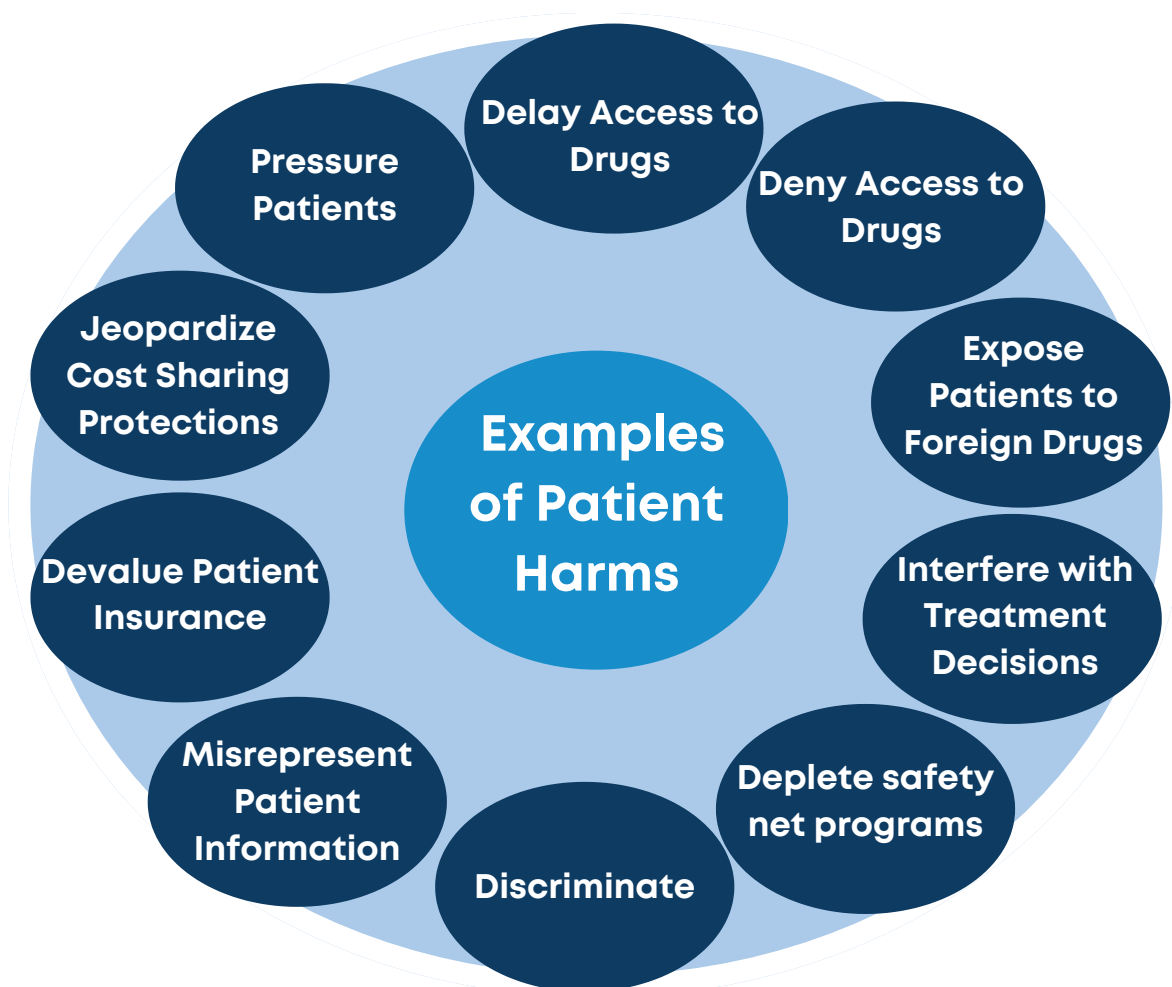 Delay Access to
Drugs
Deny Access to
Drugs
Expose
Patients to
Foreign Drugs
Interfere with
Treatment
Decisions
Deplete safety
net programs
Discriminate
Misrepresent
Patient
Information
Devalue Patient
Insurance
Jeopardize
Cost Sharing
Protections
Pressure
Patients
Examples
of Patient
Harms